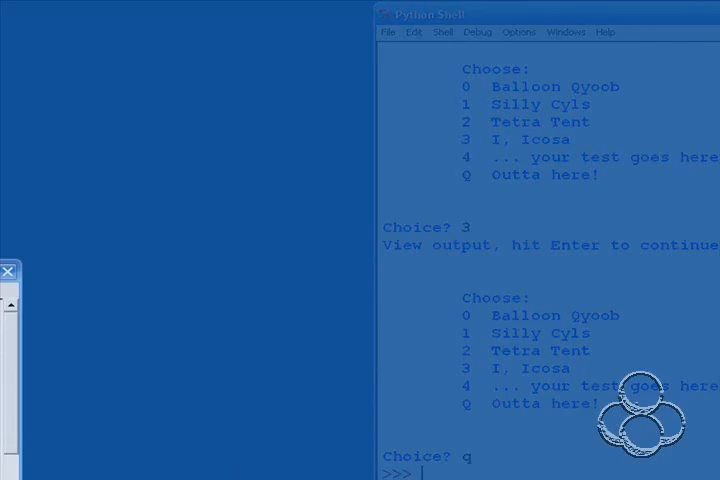 Python Shell
File Edit Shell Debug Options Windows Help
Choose:
0 Balloon Qyoob
1 Silly Cyls
2 Tetra Tent
3 I, Icosa
4 ... your test goes here
Q Outta here!
Choice? 3
View output, hit Enter to continue
Choose:
0 Balloon Qyoob
1 Silly Cyls
2 Tetra Tent
3 I, Icosa
4 ... your test goes here
Q Outta here!
Choice? q
>>>